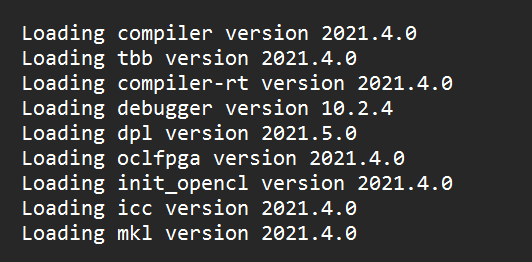 Loading compiler version 2021.4.0
Loading tbb version 2021.4.0
Loading compiler-rt version 2021.4.0
Loading debugger version 10.2.4
Loading dpl version 2021.5.0
Loading oclfpga version 2021.4.0
Loading init_opencl version 2021.4.0
Loading icc version 2021.4.0
Loading mkl version 2021.4.0